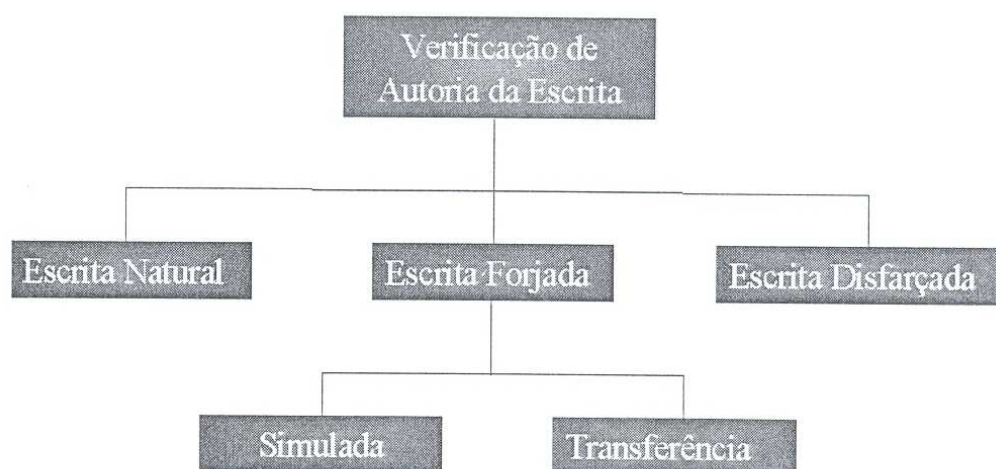 Verificação de
Autoria da Escrita
Escrita Natural
Escrita Forjada
Escrita Disfarçada
Simulada
Transferência